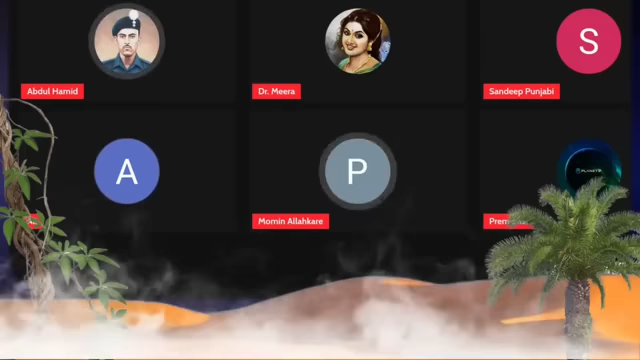 Abdul Hamid
Dr. Meera
S
Sandeep Punjabi
A
P
Momin Allahkare